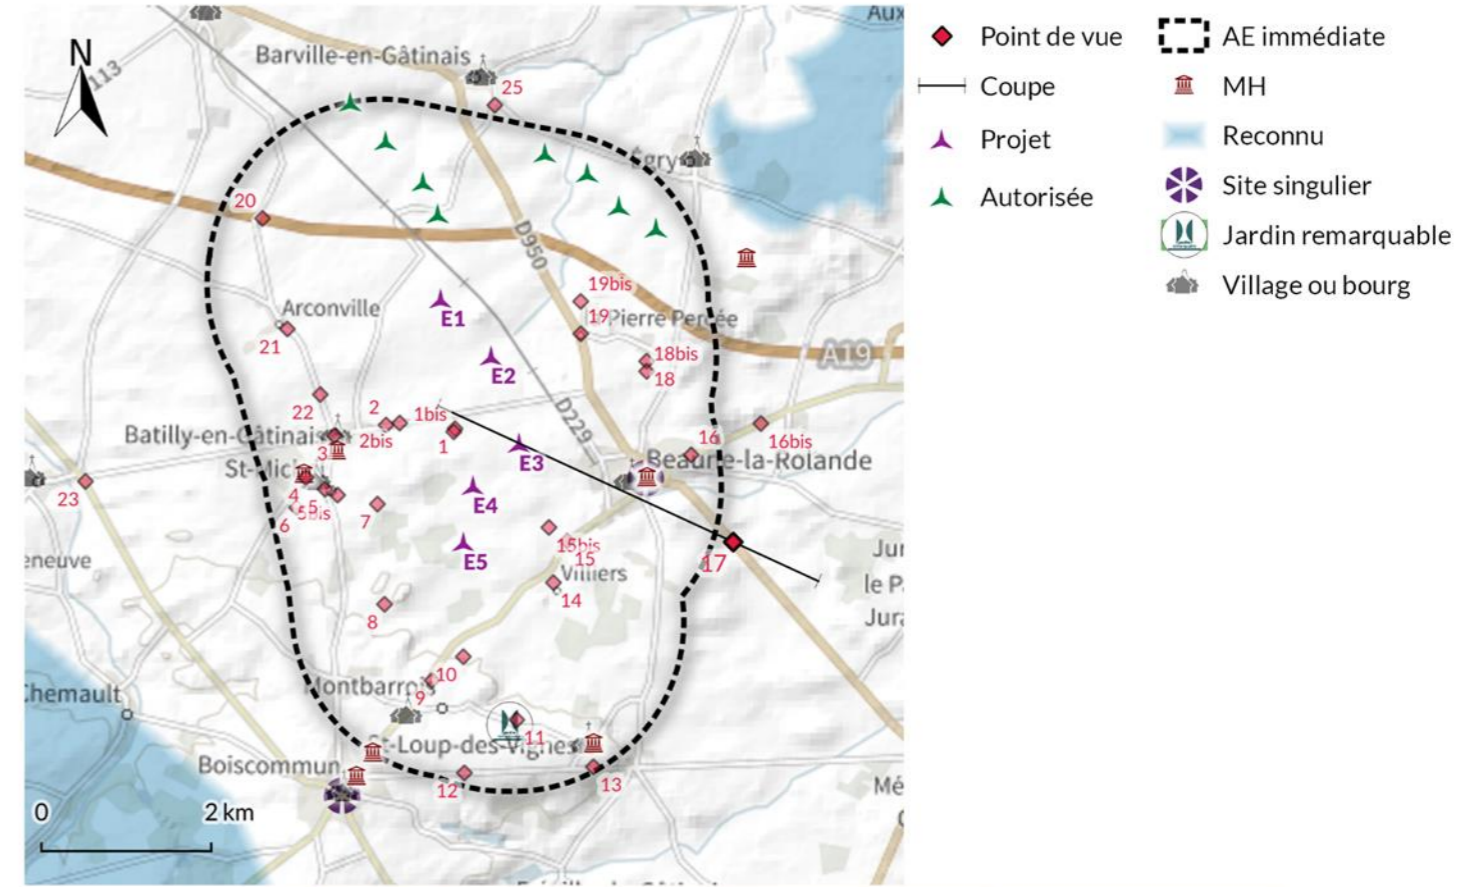 N
113
Barville-en-Gâtinais
25
Égry
Aux
20
D950
19bis
19
Pierre Percée
Arconville
E1
21
18bis
18
E2
A19
22
2
1bis
2bis
1
D229
Batilly-en-Gâtinais
3
E3
16
16bis
Beaune-la-Rolande
St-Mic
23
4
5
5bis
6
7
E4
15bis
15
E5
17
Villiers
14
eneuve
Jur
le P
Jura
8
10
Montbarrois
9
Chemault
11
St-Loup-des-Vignes
Boiscommun
12
13
Mé
0
2 km
Point de vue
Coupe
Projet
Autorisée
AE immédiate
MH
Reconnu
Site singulier
Jardin remarquable
Village ou bourg